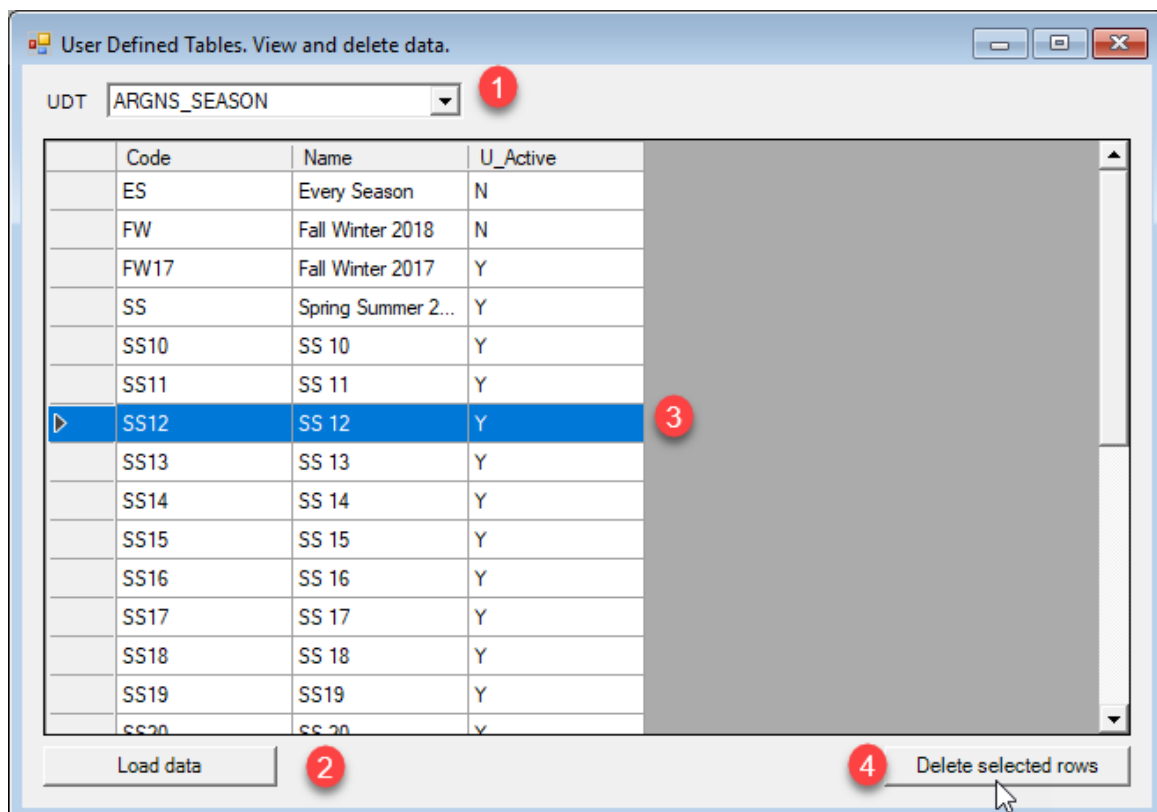 User Defined Tables. View and delete data.
UDT ARGNS_SEASON 1
Code Name U_Active
ES Every Season N
FW Fall Winter 2018 N
FW17 Fall Winter 2017 Y
SS Spring Summer 2... Y
SS10 SS 10 Y
SS11 SS 11 Y
SS12 SS 12 Y 3
SS13 SS 13 Y
SS14 SS 14 Y
SS15 SS 15 Y
SS16 SS 16 Y
SS17 SS 17 Y
SS18 SS 18 Y
SS19 SS19 Y
SS20 SS 20 Y
Load data 2 4 Delete selected rows